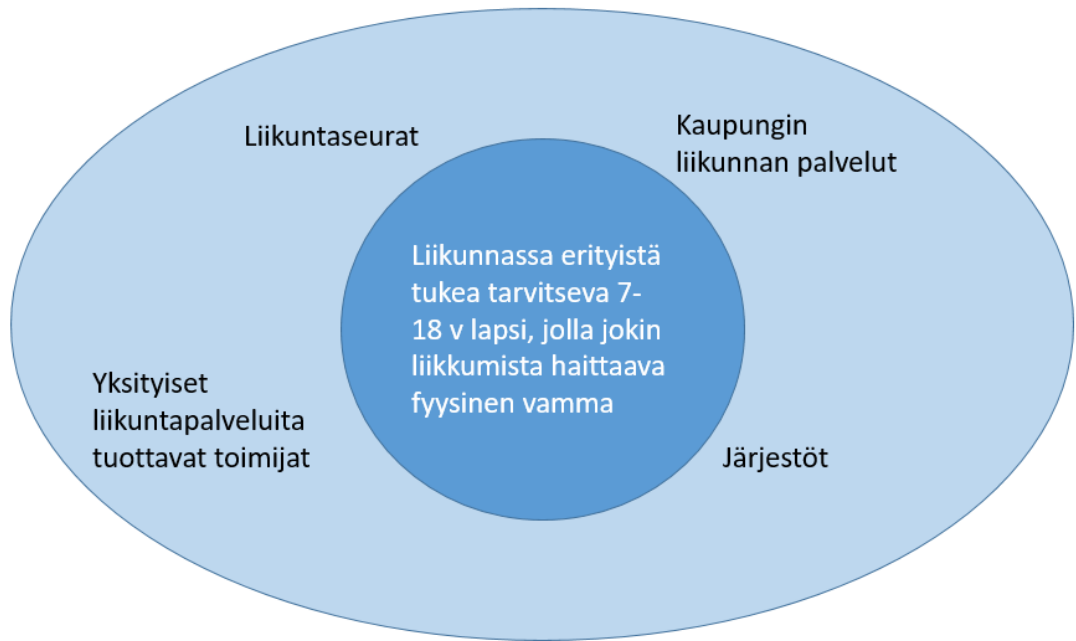 Liikuntaseurat
Kaupungin
liikunnan palvelut
Liikunnassa erityistä
tukea tarvitseva 7-
18 v lapsi, jolla jokin
liikkumista haittaava
fyysinen vamma
Yksityiset
liikuntapalveluita
tuottavat toimijat
Järjestöt